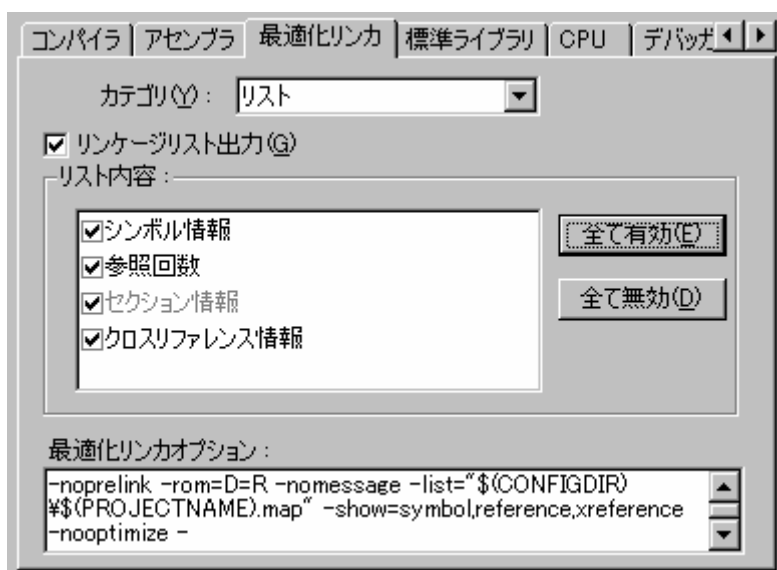 コンパイラ アセンブラ 最適化リンカ 標準ライブラリ CPU デバッガ
カテゴリ(Y): リスト
リンケージリスト出力(G)
リスト内容:
シンボル情報
全て有効(E)
参照回数
セクション情報
全て無効(D)
クロスリファレンス情報
最適化リンカオプション:
-noprelink -rom=D=R -nomessage -list="$(CONFIGDIR)
¥$(PROJECTNAME).map" -show=symbol,reference,xreference
-nooptimize -